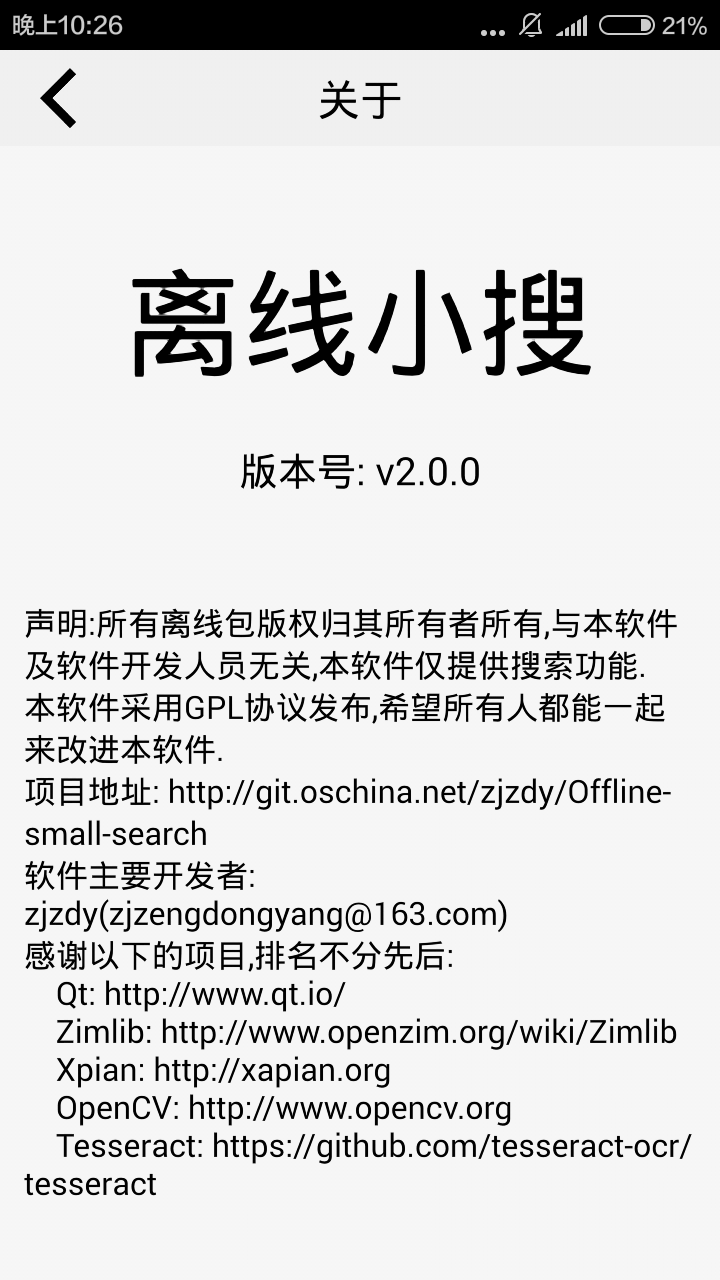 晚上10:26
21%
关于
离线小搜
版本号: v2.0.0
声明:所有离线包版权归其所有者所有,与本软件
及软件开发人员无关,本软件仅提供搜索功能.
本软件采用GPL协议发布,希望所有人都能一起
来改进本软件.
项目地址: http://git.oschina.net/zjzdy/Offline-
small-search
软件主要开发者:
zjzdy(zjzengdongyang@163.com)
感谢以下的项目,排名不分先后:
Qt: http://www.qt.io/
Zimlib: http://www.openzim.org/wiki/Zimlib
Xpian: http://xapian.org
OpenCV: http://www.opencv.org
Tesseract: https://github.com/tesseract-ocr/
tesseract